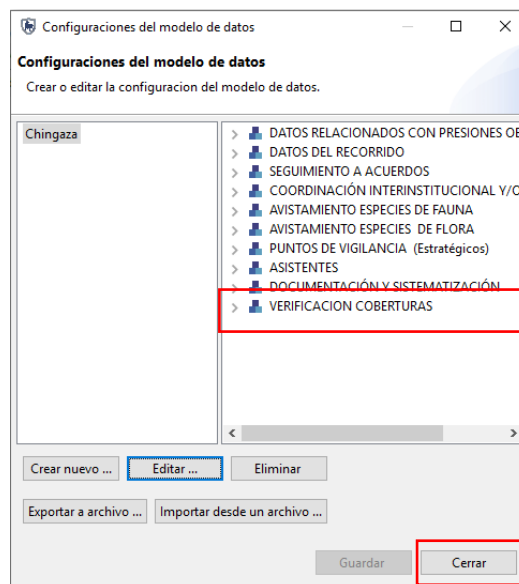 Configuraciones del modelo de datos
Configuraciones del modelo de datos
Crear o editar la configuracion del modelo de datos.
Chingaza
DATOS RELACIONADOS CON PRESIONES OB
DATOS DEL RECORRIDO
SEGUIMIENTO A ACUERDOS
COORDINACIÓN INTERINSTITUCIONAL Y/O
AVISTAMIENTO ESPECIES DE FAUNA
AVISTAMIENTO ESPECIES DE FLORA
PUNTOS DE VIGILANCIA (Estratégicos)
ASISTENTES
DOCUMENTACIÓN Y SISTEMATIZACIÓN
VERIFICACION COBERTURAS
Crear nuevo ... Editar ... Eliminar
Exportar a archivo ... Importar desde un archivo ...
Guardar Cerrar